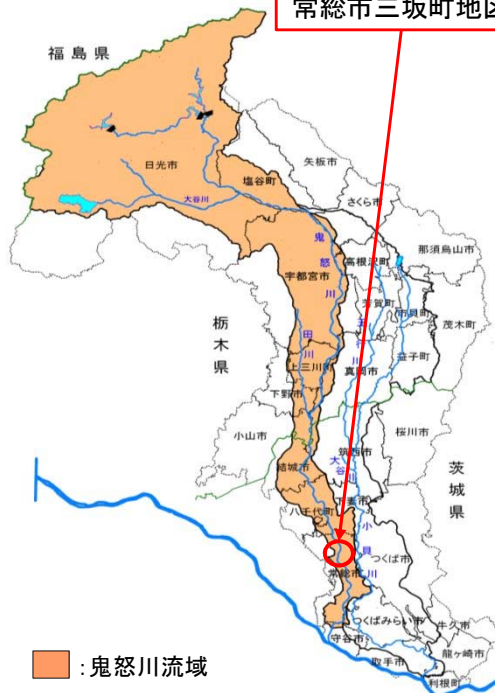 常総市三坂町地区
福島県
矢板市
日光市
塩谷町
さくら市
大谷川
那須烏山市
鬼怒川
高根沢町
宇都宮市
芳賀町
市貝町
茂木町
栃木県
田川
五行川
益子町
真岡市
上三川町
下野市
小山市
桜川市
筑西市
結城市
大谷川
茨城県
八千代町
下妻市
小貝川
つくば市
常総市
つくばみらい市
牛久市
守谷市
龍ヶ崎市
取手市
利根町
:鬼怒川流域